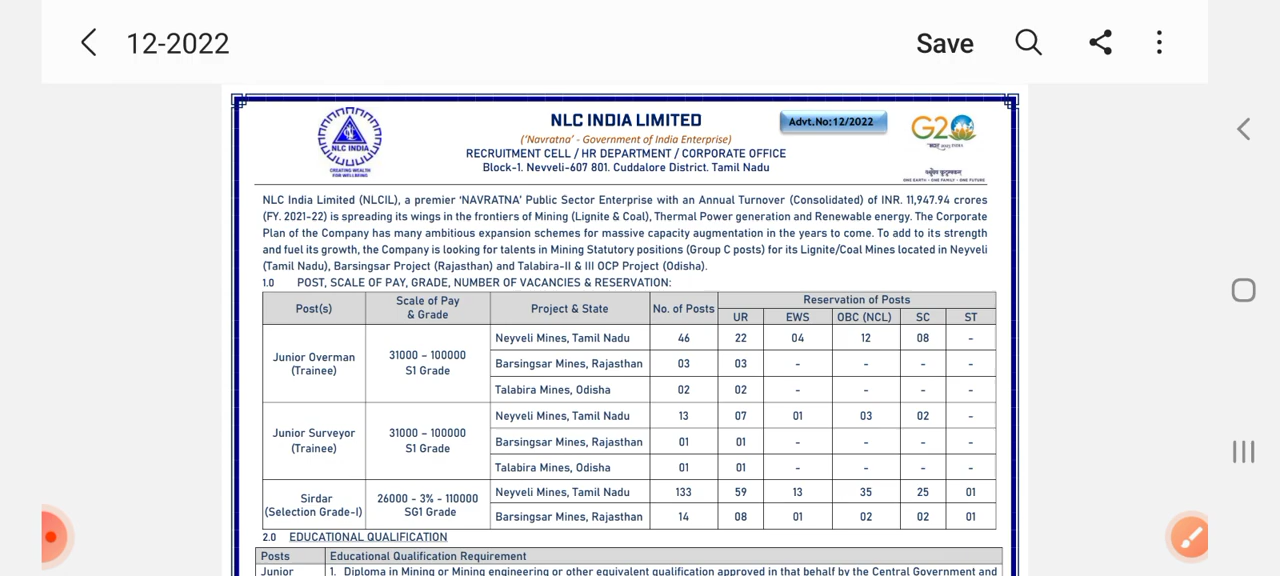 12-2022
Save
NLC INDIA
CREATING WEALTH
FOR WELLBEING
NLC INDIA LIMITED
('Navratna' - Government of India Enterprise)
RECRUITMENT CELL / HR DEPARTMENT / CORPORATE OFFICE
Block-1. Neyveli-607 801. Cuddalore District. Tamil Nadu
Advt.No:12/2022
G20
वसुधैव कुटुम्बकम्
ONE EARTH • ONE FAMILY • ONE FUTURE
NLC India Limited (NLCIL), a premier 'NAVRATNA' Public Sector Enterprise with an Annual Turnover (Consolidated) of INR. 11,947.94 crores
(FY. 2021-22) is spreading its wings in the frontiers of Mining (Lignite & Coal), Thermal Power generation and Renewable energy. The Corporate
Plan of the Company has many ambitious expansion schemes for massive capacity augmentation in the years to come. To add to its strength
and fuel its growth, the Company is looking for talents in Mining Statutory positions (Group C posts) for its Lignite/Coal Mines located in Neyveli
(Tamil Nadu), Barsingsar Project (Rajasthan) and Talabira-II & III OCP Project (Odisha).
1.0 POST, SCALE OF PAY, GRADE, NUMBER OF VACANCIES & RESERVATION:
Post(s) Scale of Pay & Grade Project & State No. of Posts Reservation of Posts
UR EWS OBC (NCL) SC ST
Junior Overman (Trainee) 31000 - 100000 S1 Grade
Neyveli Mines, Tamil Nadu 46 22 04 12 08 -
Barsingsar Mines, Rajasthan 03 03 - - - -
Talabira Mines, Odisha 02 02 - - - -
Junior Surveyor (Trainee) 31000 - 100000 S1 Grade
Neyveli Mines, Tamil Nadu 13 07 01 03 02 -
Barsingsar Mines, Rajasthan 01 01 - - - -
Talabira Mines, Odisha 01 01 - - - -
Sirdar (Selection Grade-I) 26000 - 3% - 110000 SG1 Grade
Neyveli Mines, Tamil Nadu 133 59 13 35 25 01
Barsingsar Mines, Rajasthan 14 08 01 02 02 01
2.0 EDUCATIONAL QUALIFICATION
Posts Educational Qualification Requirement
Junior 1. Diploma in Mining or Mining engineering or other equivalent qualification approved in that behalf by the Central Government and